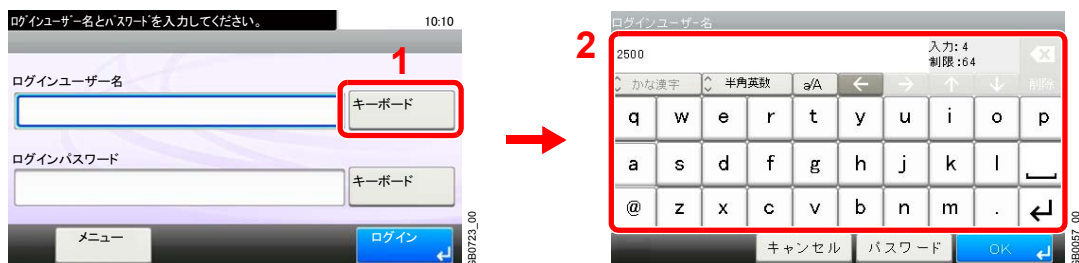 ログインユーザー名とパスワードを入力してください。
10:10
1
ログインユーザー名
キーボード
ログインパスワード
キーボード
メニュー
ログイン
GB0723_00
2
ログインユーザー名
2500
入力: 4
制限:64
かな漢字 半角英数 a/A ← → ↑ ↓ 削除
q w e r t y u i o p
a s d f g h j k l
@ z x c v b n m .
キャンセル パスワード OK
GB0057_00